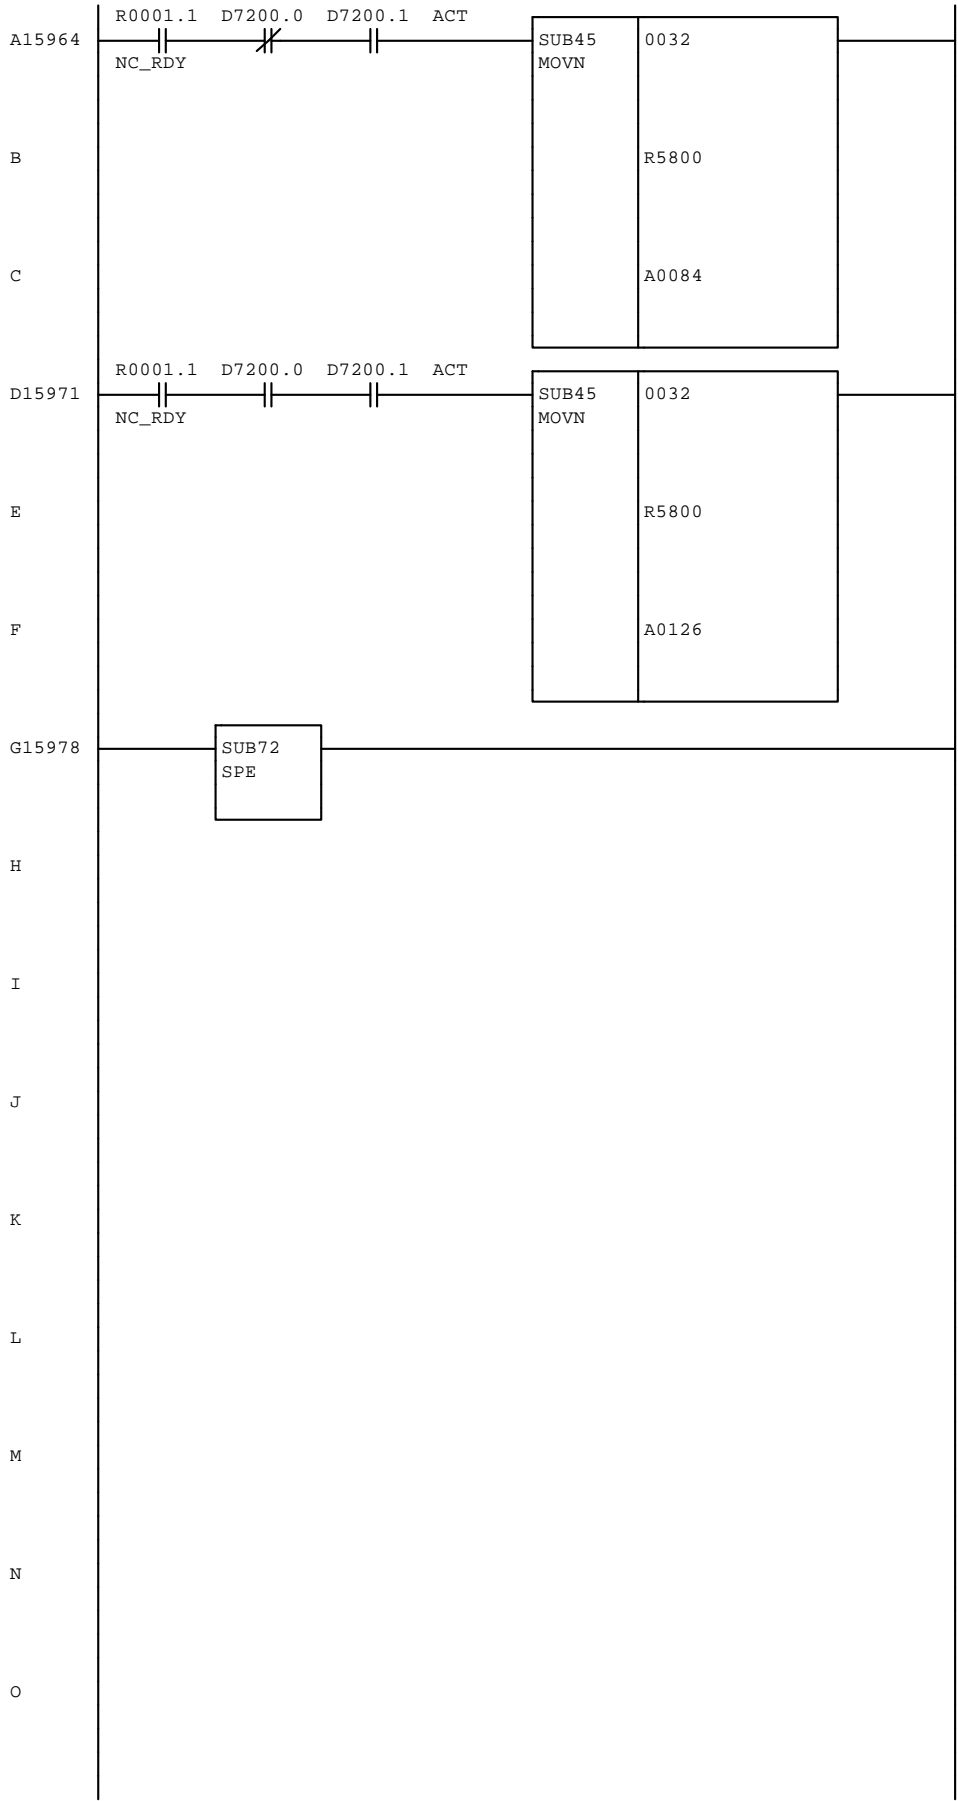 R0001.1 D7200.0 D7200.1 ACT
A15964 SUB45 0032
NC_RDY MOVN
B R5800
C A0084
R0001.1 D7200.0 D7200.1 ACT
D15971 SUB45 0032
NC_RDY MOVN
E R5800
F A0126
G15978 SUB72
SPE
H
I
J
K
L
M
N
O